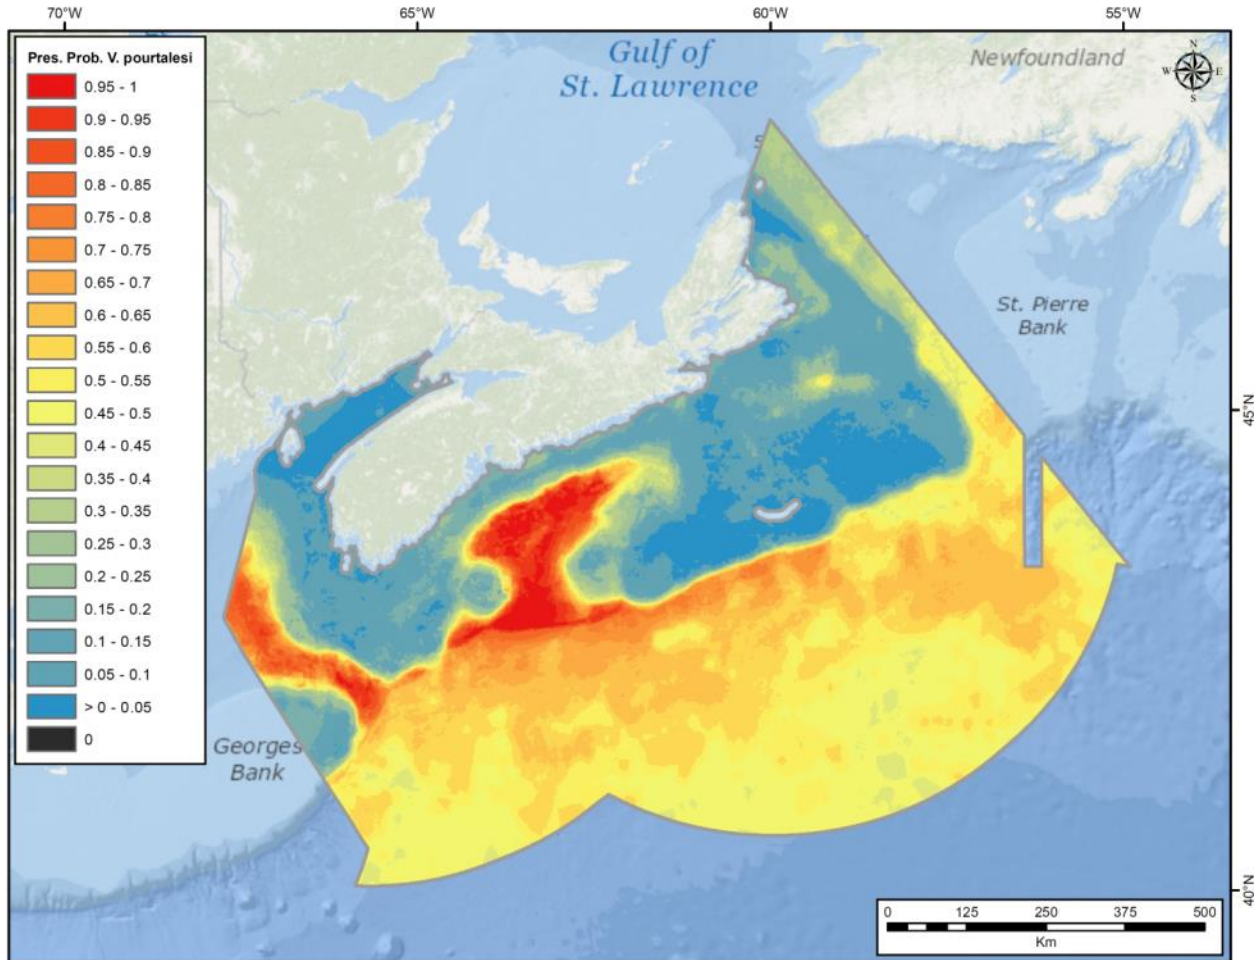 70°W 65°W 60°W 55°W
Gulf of
St. Lawrence
Newfoundland
N
W E
S
Pres. Prob. V. pourtalesi
0.95 - 1
0.9 - 0.95
0.85 - 0.9
0.8 - 0.85
0.75 - 0.8
0.7 - 0.75
0.65 - 0.7
0.6 - 0.65
0.55 - 0.6
0.5 - 0.55
0.45 - 0.5
0.4 - 0.45
0.35 - 0.4
0.3 - 0.35
0.25 - 0.3
0.2 - 0.25
0.15 - 0.2
0.1 - 0.15
0.05 - 0.1
> 0 - 0.05
0
St. Pierre
Bank
45°N
Georges
Bank
40°N
0 125 250 375 500
Km